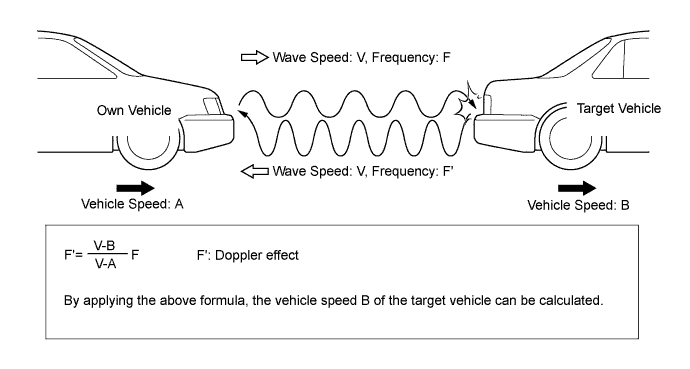 Wave Speed: V, Frequency: F
Own Vehicle
Target Vehicle
Wave Speed: V, Frequency: F'
Vehicle Speed: A
Vehicle Speed: B
F'= V-B / V-A F
F': Doppler effect
By applying the above formula, the vehicle speed B of the target vehicle can be calculated.